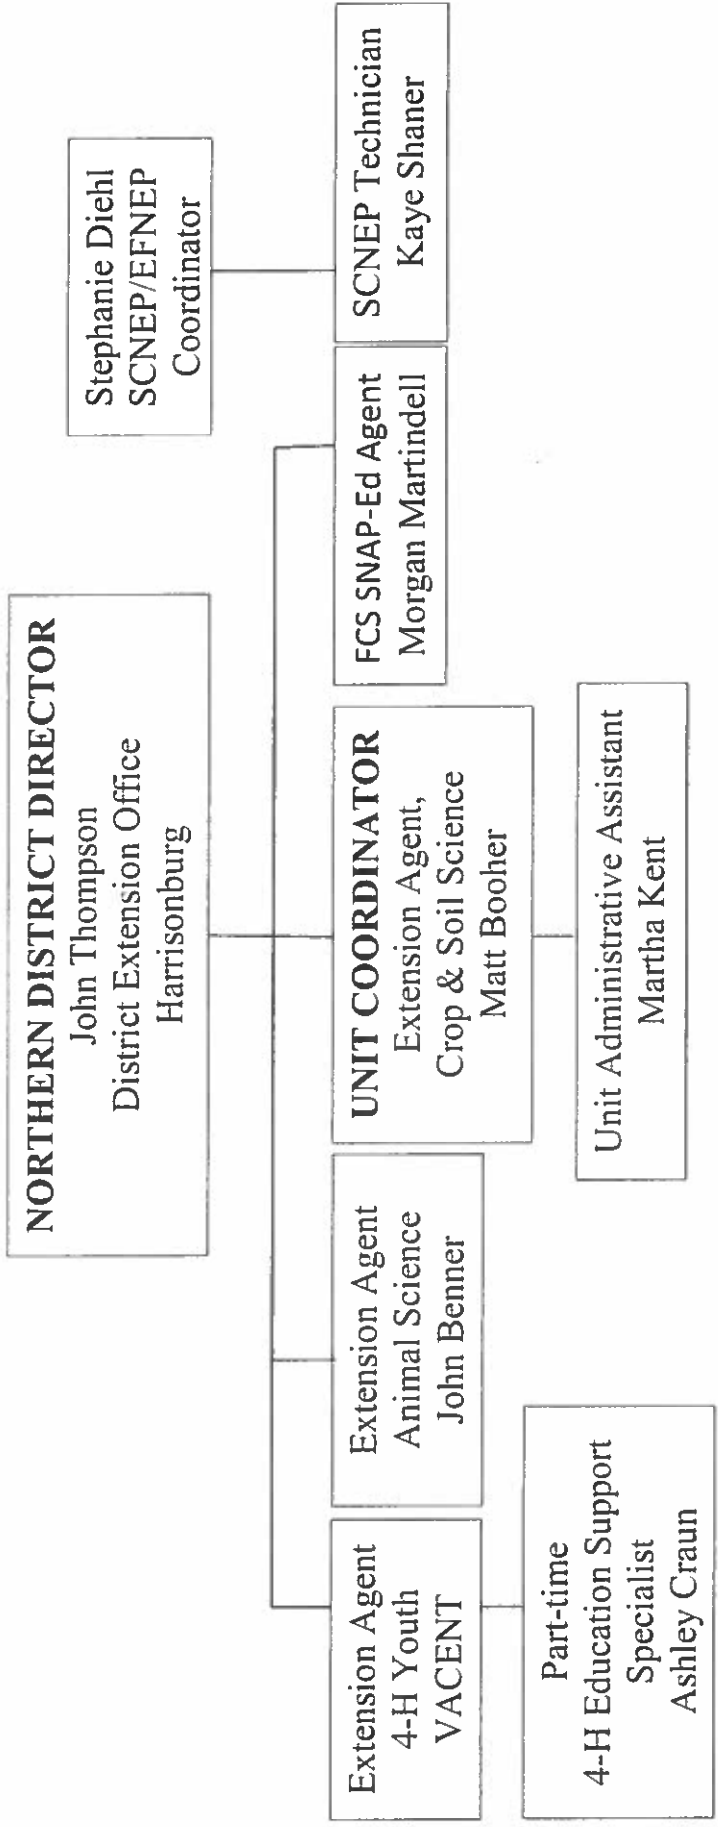 NORTHERN DISTRICT DIRECTOR
John Thompson
District Extension Office
Harrisonburg
Stephanie Diehl
SCNEP/EFNEP
Coordinator
Extension Agent
4-H Youth
VACENT
Extension Agent
Animal Science
John Benner
UNIT COORDINATOR
Extension Agent,
Crop & Soil Science
Matt Booher
FCS SNAP-Ed Agent
Morgan Martindell
SCNEP Technician
Kaye Shaner
Part-time
4-H Education Support
Specialist
Ashley Craun
Unit Administrative Assistant
Martha Kent